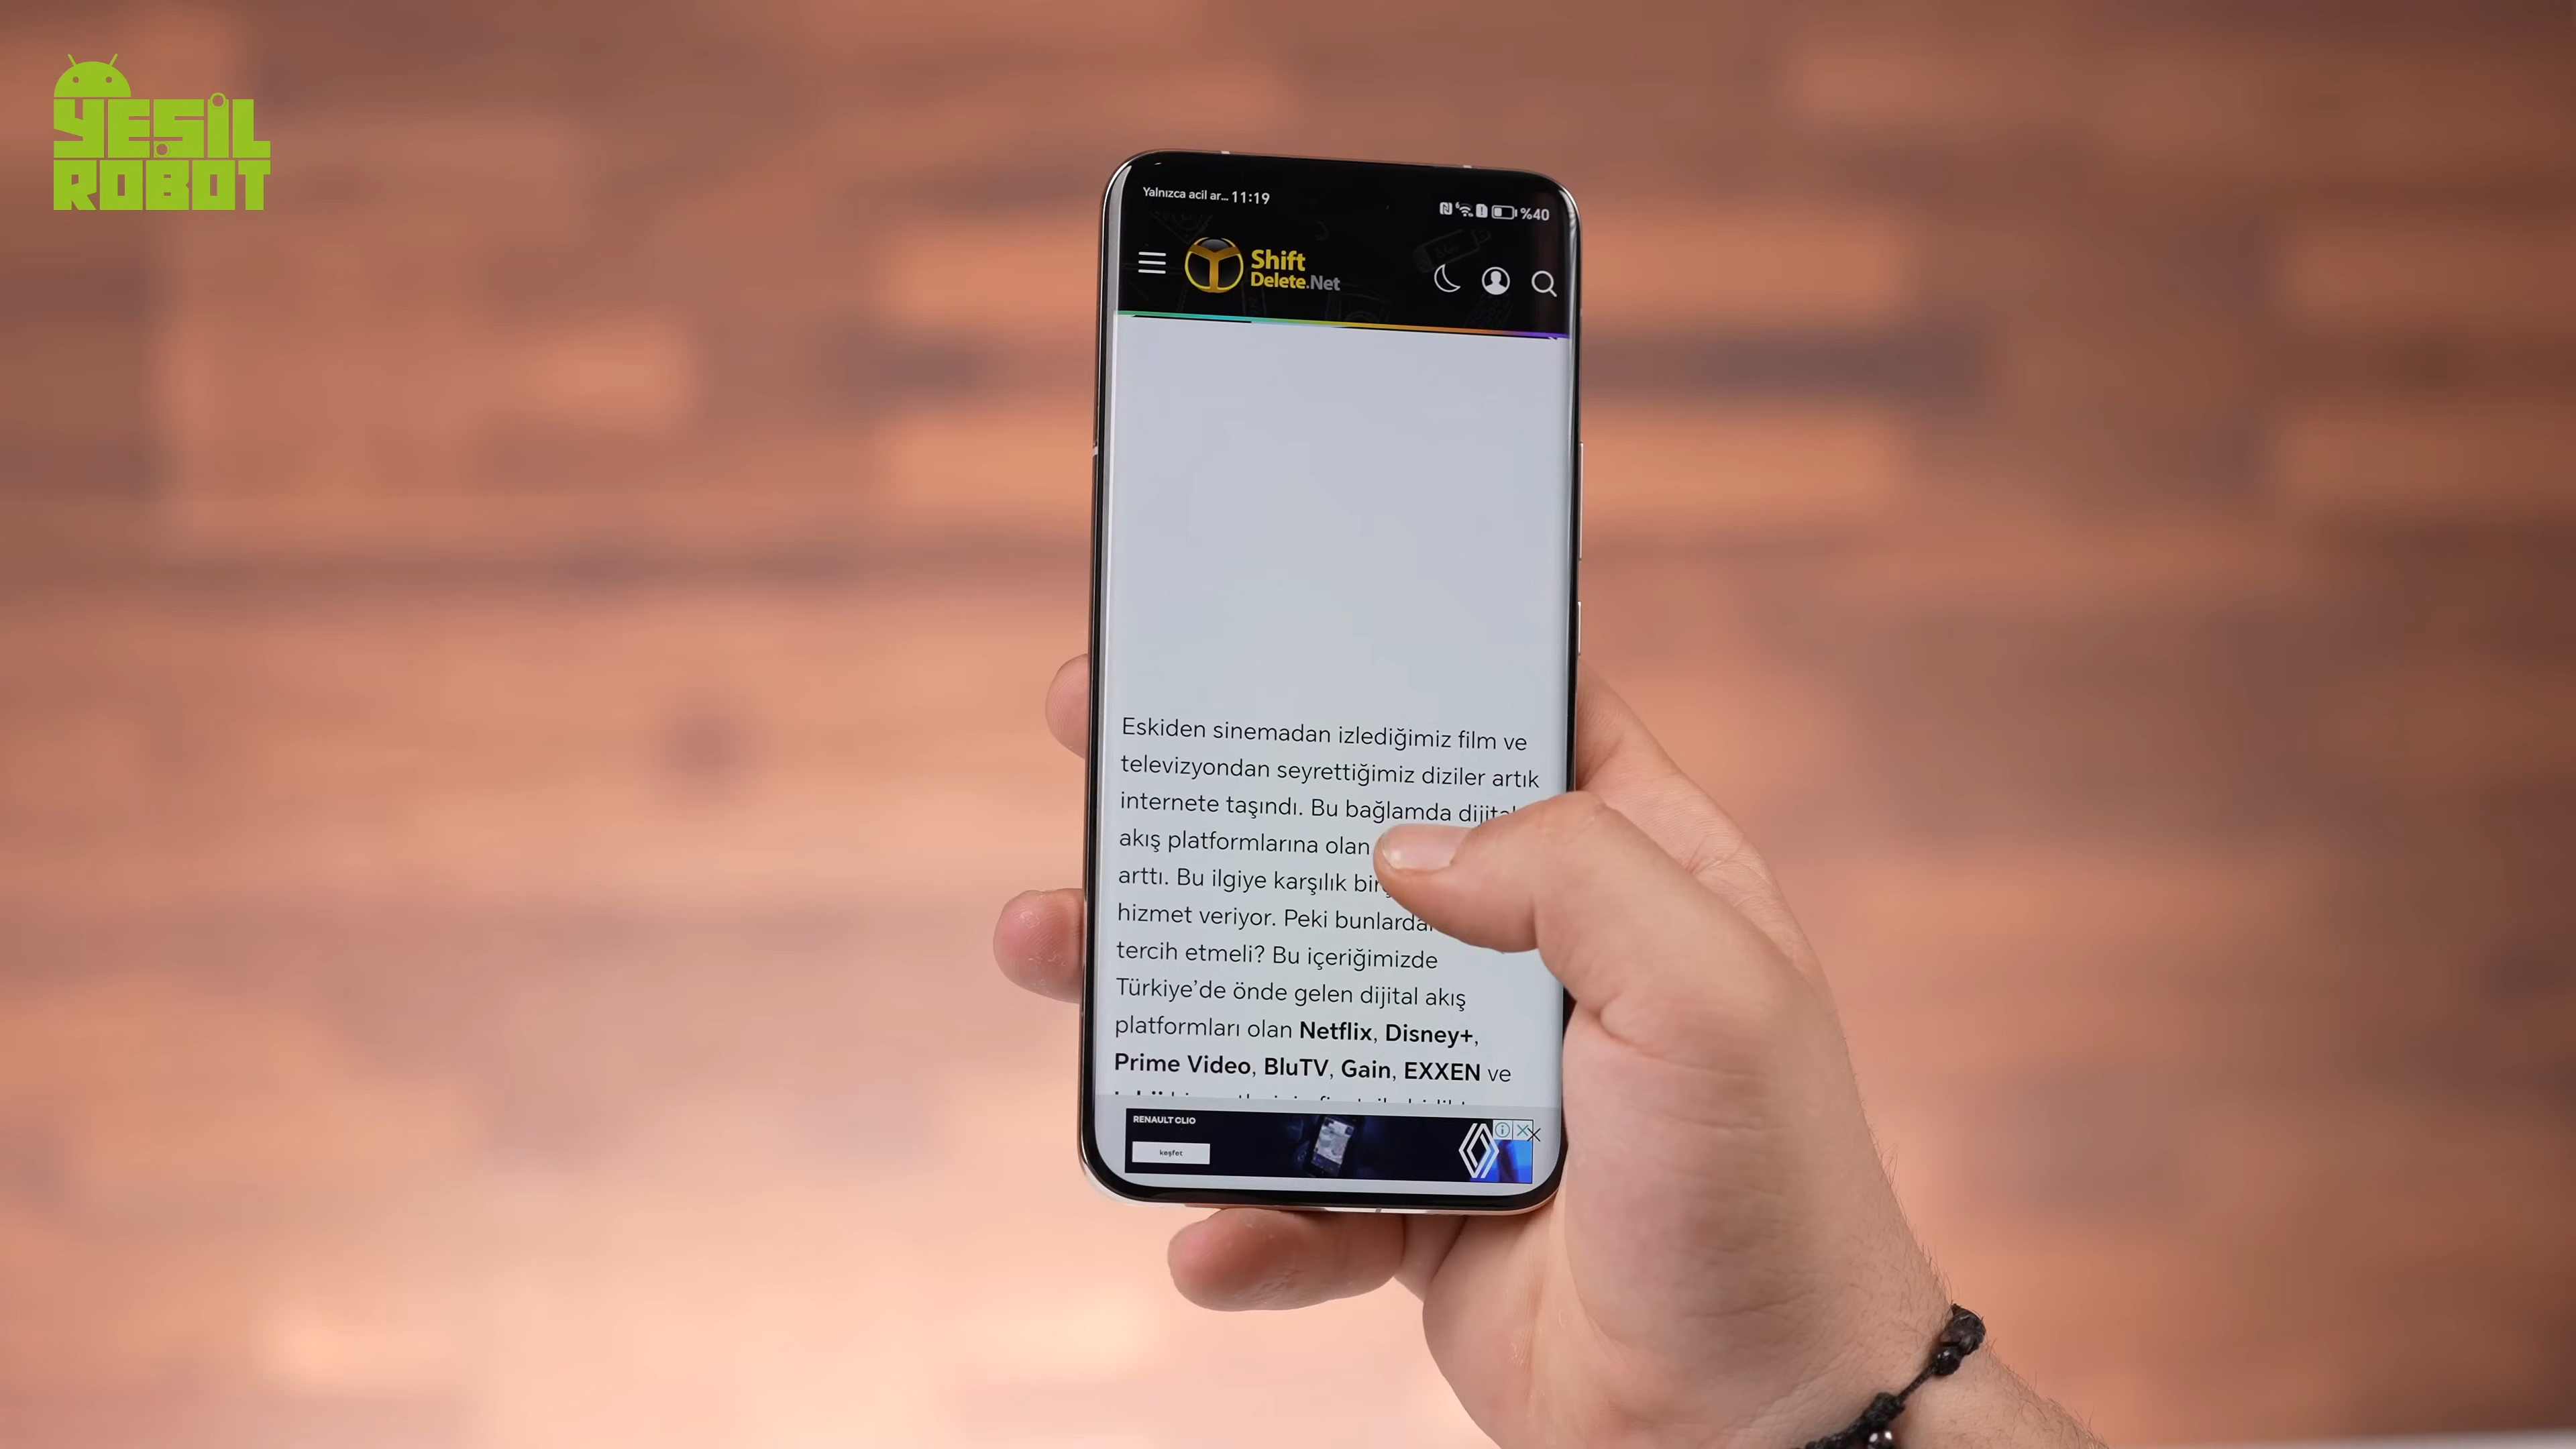 YEŞİL
ROBOT
Yalnızca acil ar... 11:19
%40
Shift
Delete.Net
Eskiden sinemadan izlediğimiz film ve
televizyondan seyrettiğimiz diziler artık
internete taşındı. Bu bağlamda
akış platformlarına olan
arttı. Bu ilgiye karşılık
hizmet veriyor. Peki
tercih etmeli? Bu içeriğimizde
Türkiye'de önde gelen dijital akış
platformları olan Netflix, Disney+,
Prime Video, BluTV, Gain, EXXEN ve
RENAULT CLIO
keşfet